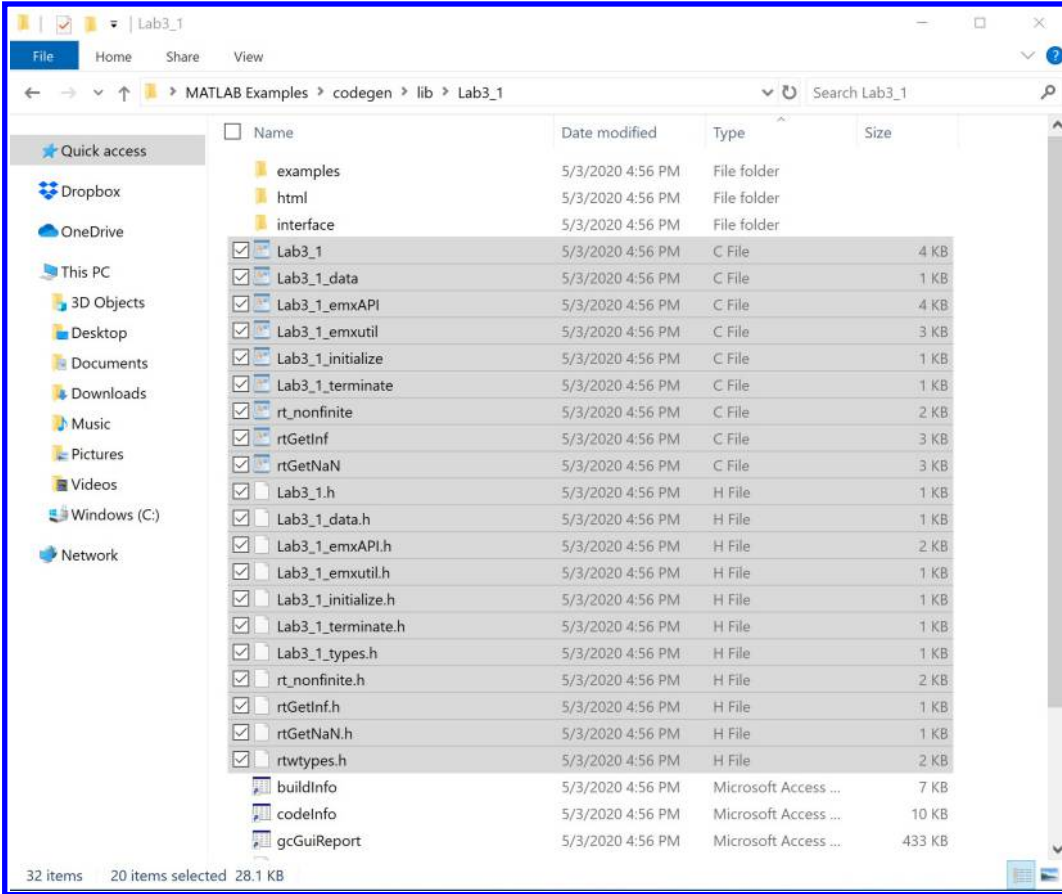 Lab3_1
File Home Share View
MATLAB Examples > codegen > lib > Lab3_1 Search Lab3_1
Quick access
Dropbox
OneDrive
This PC
3D Objects
Desktop
Documents
Downloads
Music
Pictures
Videos
Windows (C:)
Network
Name Date modified Type Size
examples 5/3/2020 4:56 PM File folder
html 5/3/2020 4:56 PM File folder
interface 5/3/2020 4:56 PM File folder
Lab3_1 5/3/2020 4:56 PM C File 4 KB
Lab3_1_data 5/3/2020 4:56 PM C File 1 KB
Lab3_1_emxAPI 5/3/2020 4:56 PM C File 4 KB
Lab3_1_emxutil 5/3/2020 4:56 PM C File 3 KB
Lab3_1_initialize 5/3/2020 4:56 PM C File 1 KB
Lab3_1_terminate 5/3/2020 4:56 PM C File 1 KB
rt_nonfinite 5/3/2020 4:56 PM C File 2 KB
rtGetInf 5/3/2020 4:56 PM C File 3 KB
rtGetNaN 5/3/2020 4:56 PM C File 3 KB
Lab3_1.h 5/3/2020 4:56 PM H File 1 KB
Lab3_1_data.h 5/3/2020 4:56 PM H File 1 KB
Lab3_1_emxAPI.h 5/3/2020 4:56 PM H File 2 KB
Lab3_1_emxutil.h 5/3/2020 4:56 PM H File 1 KB
Lab3_1_initialize.h 5/3/2020 4:56 PM H File 1 KB
Lab3_1_terminate.h 5/3/2020 4:56 PM H File 1 KB
Lab3_1_types.h 5/3/2020 4:56 PM H File 1 KB
rt_nonfinite.h 5/3/2020 4:56 PM H File 2 KB
rtGetInf.h 5/3/2020 4:56 PM H File 1 KB
rtGetNaN.h 5/3/2020 4:56 PM H File 1 KB
rtwtypes.h 5/3/2020 4:56 PM H File 2 KB
buildInfo 5/3/2020 4:56 PM Microsoft Access ... 7 KB
codeInfo 5/3/2020 4:56 PM Microsoft Access ... 10 KB
gcGuiReport 5/3/2020 4:56 PM Microsoft Access ... 433 KB
32 items 20 items selected 28.1 KB